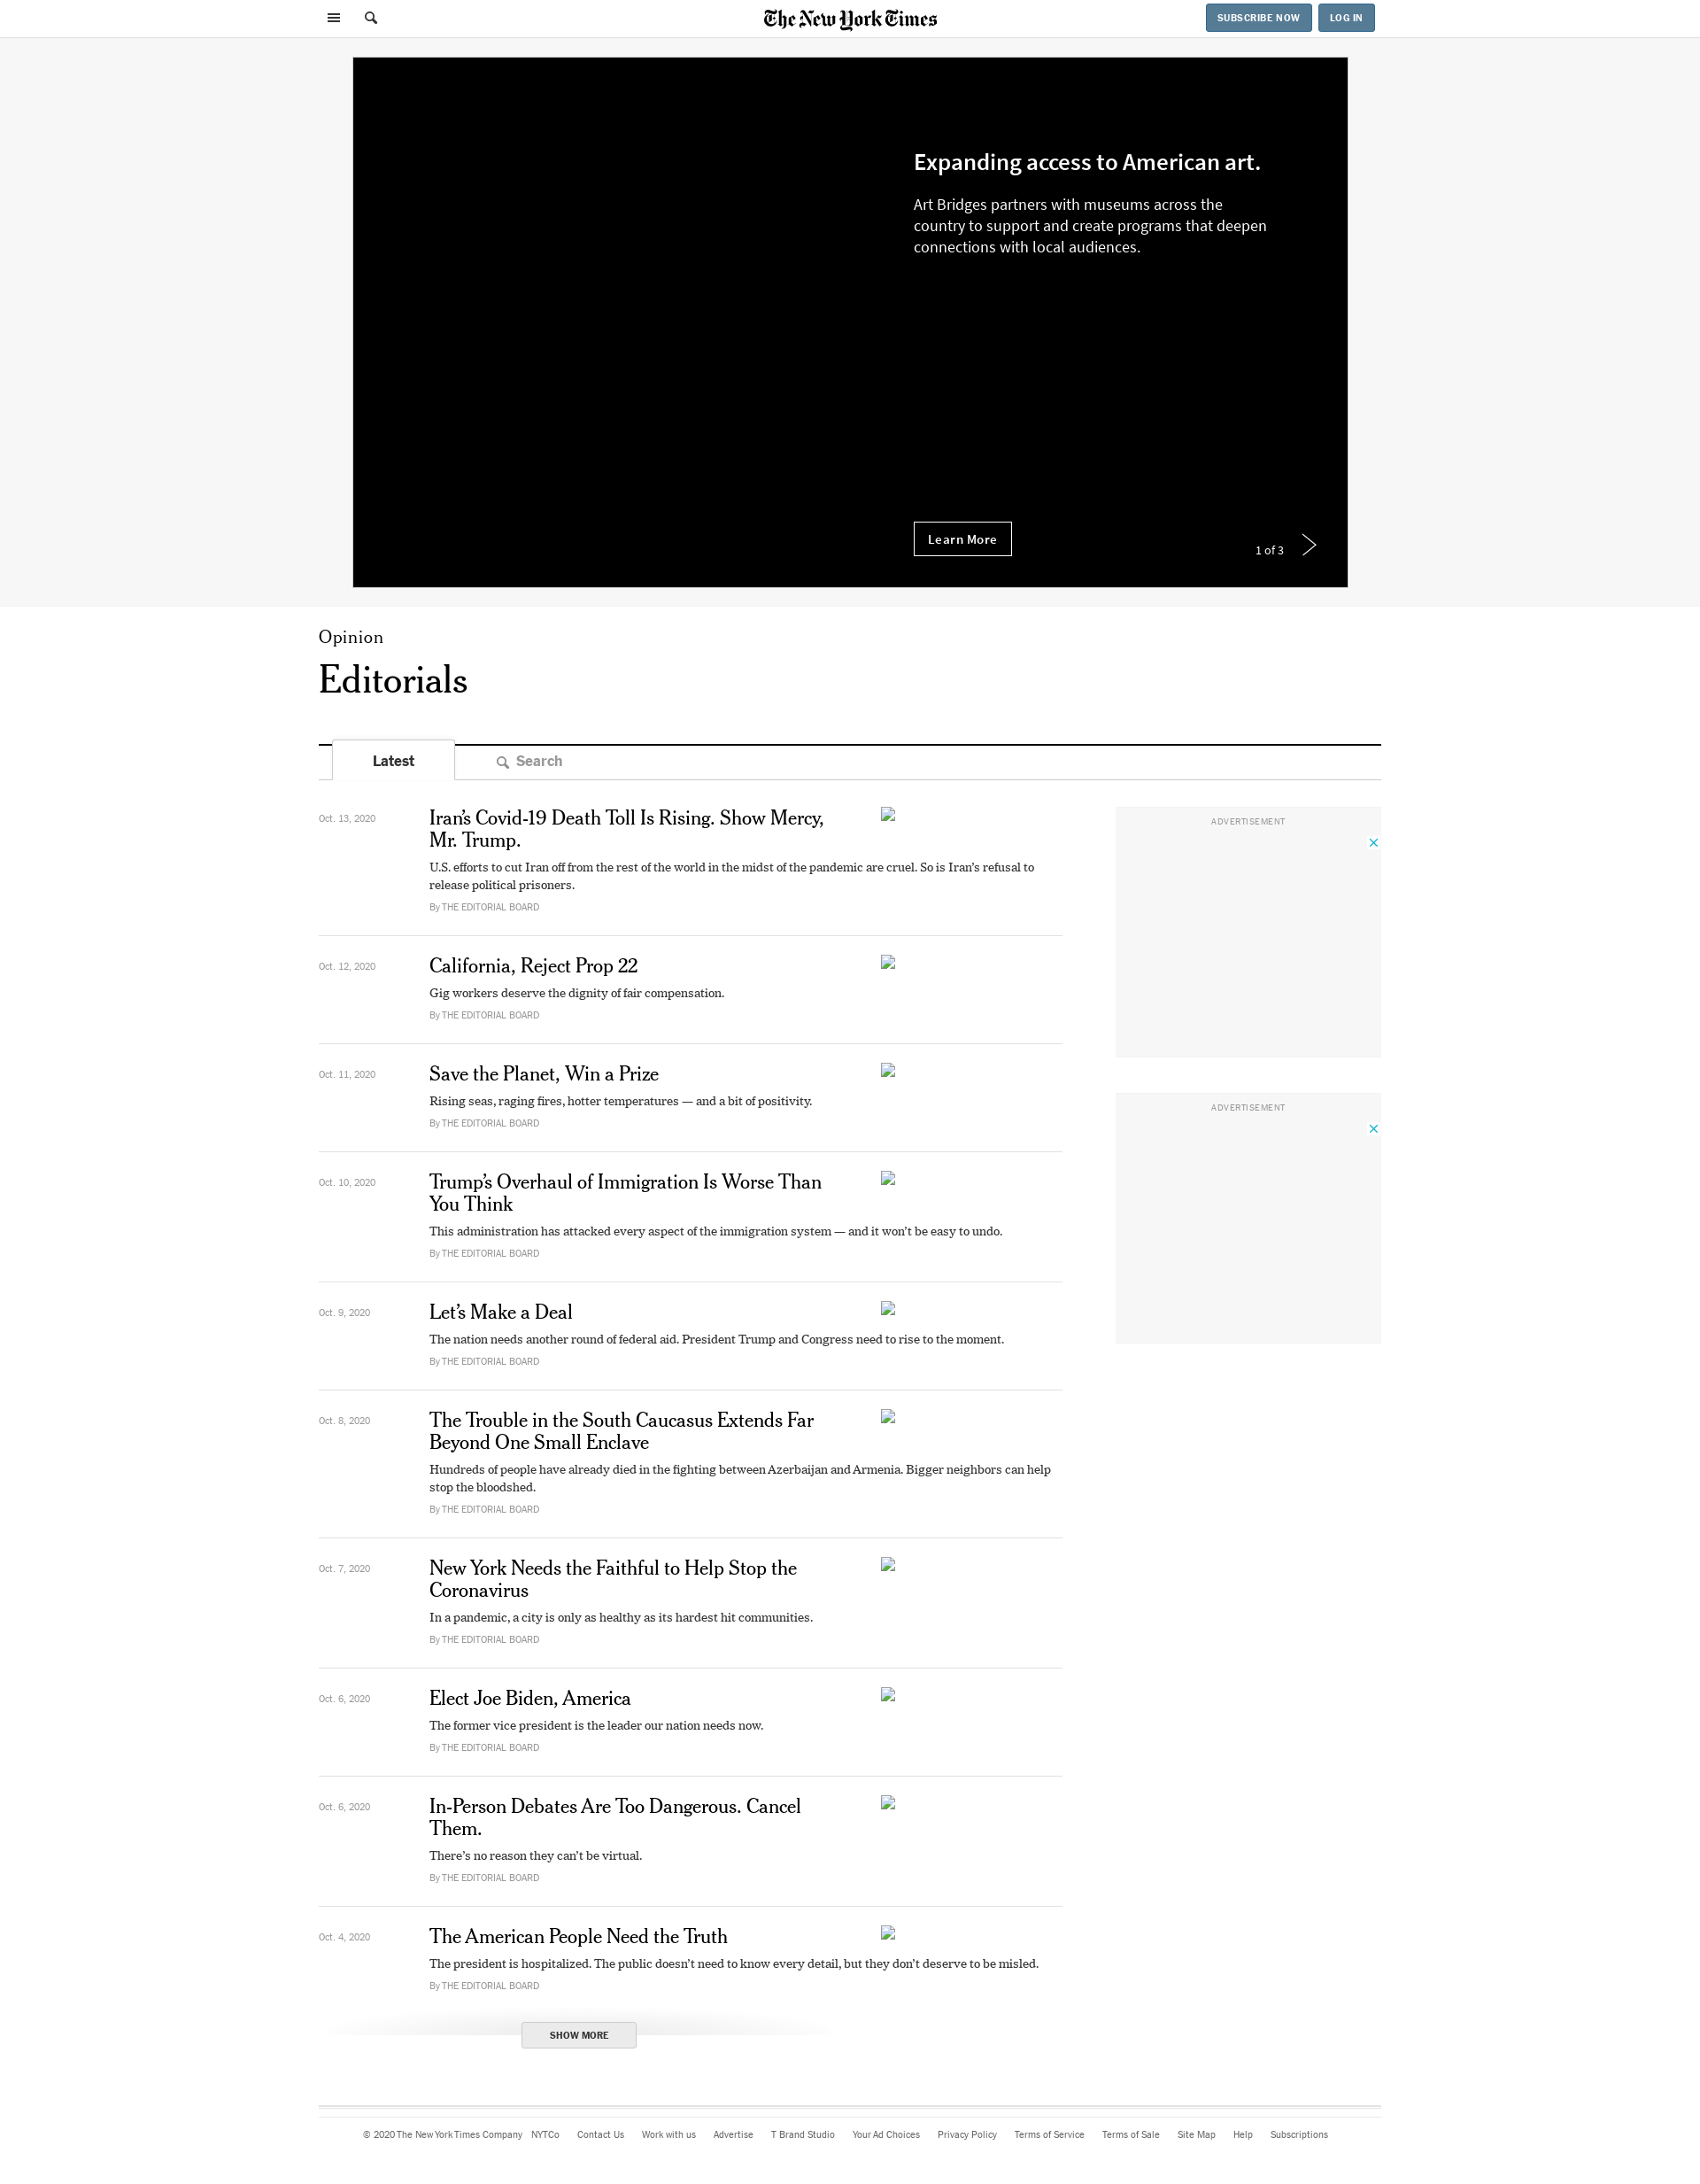 The New York Times
SUBSCRIBE NOW
LOG IN
Expanding access to American art.
Art Bridges partners with museums across the
country to support and create programs that deepen
connections with local audiences.
Learn More
1 of 3
Opinion
Editorials
Latest
Search
Oct. 13, 2020
Iran’s Covid-19 Death Toll Is Rising. Show Mercy,
Mr. Trump.
U.S. efforts to cut Iran off from the rest of the world in the midst of the pandemic are cruel. So is Iran’s refusal to
release political prisoners.
By THE EDITORIAL BOARD
ADVERTISEMENT
Oct. 12, 2020
California, Reject Prop 22
Gig workers deserve the dignity of fair compensation.
By THE EDITORIAL BOARD
Oct. 11, 2020
Save the Planet, Win a Prize
Rising seas, raging fires, hotter temperatures — and a bit of positivity.
By THE EDITORIAL BOARD
ADVERTISEMENT
Oct. 10, 2020
Trump’s Overhaul of Immigration Is Worse Than
You Think
This administration has attacked every aspect of the immigration system — and it won’t be easy to undo.
By THE EDITORIAL BOARD
Oct. 9, 2020
Let’s Make a Deal
The nation needs another round of federal aid. President Trump and Congress need to rise to the moment.
By THE EDITORIAL BOARD
Oct. 8, 2020
The Trouble in the South Caucasus Extends Far
Beyond One Small Enclave
Hundreds of people have already died in the fighting between Azerbaijan and Armenia. Bigger neighbors can help
stop the bloodshed.
By THE EDITORIAL BOARD
Oct. 7, 2020
New York Needs the Faithful to Help Stop the
Coronavirus
In a pandemic, a city is only as healthy as its hardest hit communities.
By THE EDITORIAL BOARD
Oct. 6, 2020
Elect Joe Biden, America
The former vice president is the leader our nation needs now.
By THE EDITORIAL BOARD
Oct. 6, 2020
In-Person Debates Are Too Dangerous. Cancel
Them.
There’s no reason they can’t be virtual.
By THE EDITORIAL BOARD
Oct. 4, 2020
The American People Need the Truth
The president is hospitalized. The public doesn’t need to know every detail, but they don’t deserve to be misled.
By THE EDITORIAL BOARD
SHOW MORE
© 2020 The New York Times Company NYTCo Contact Us Work with us Advertise T Brand Studio Your Ad Choices Privacy Policy Terms of Service Terms of Sale Site Map Help Subscriptions